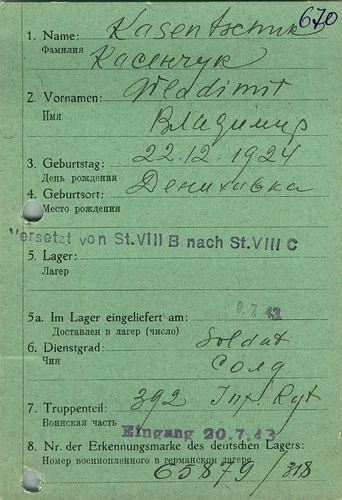 670
1. Name: Kasentschuk
Фамилия Касенчук
2. Vornamen: Wladimir
Имя Владимир
3. Geburtstag: 22.12.1924
День рождения
4. Geburtsort: Дениховка
Место рождения
Versetzt von St. VIII B nach St. VIII C
5. Lager:
Лагерь
5a. Im Lager eingeliefert am:
Доставлен в лагерь (число)
6. Dienstgrad: Soldat
Чин Солд
7. Truppenteil: 392 Inf. Rgt
Воинская часть
Eingang 20.7.43
8. Nr. der Erkennungsmarke des deutschen Lagers:
Номер военнопленного в германском лагере
65879/318